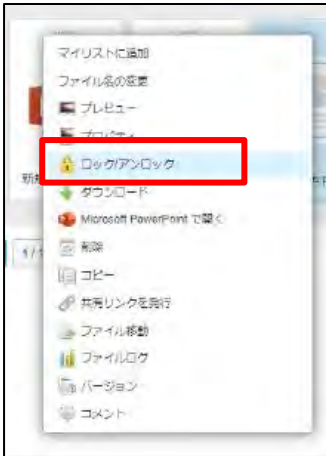 マイリストに追加
ファイル名の変更
プレビュー
プロパティ
ロック/アンロック
新規
ダウンロード
Microsoft PowerPoint で開く
1 / 1
削除
コピー
共有リンクを発行
ファイル移動
ファイルログ
バージョン
コメント